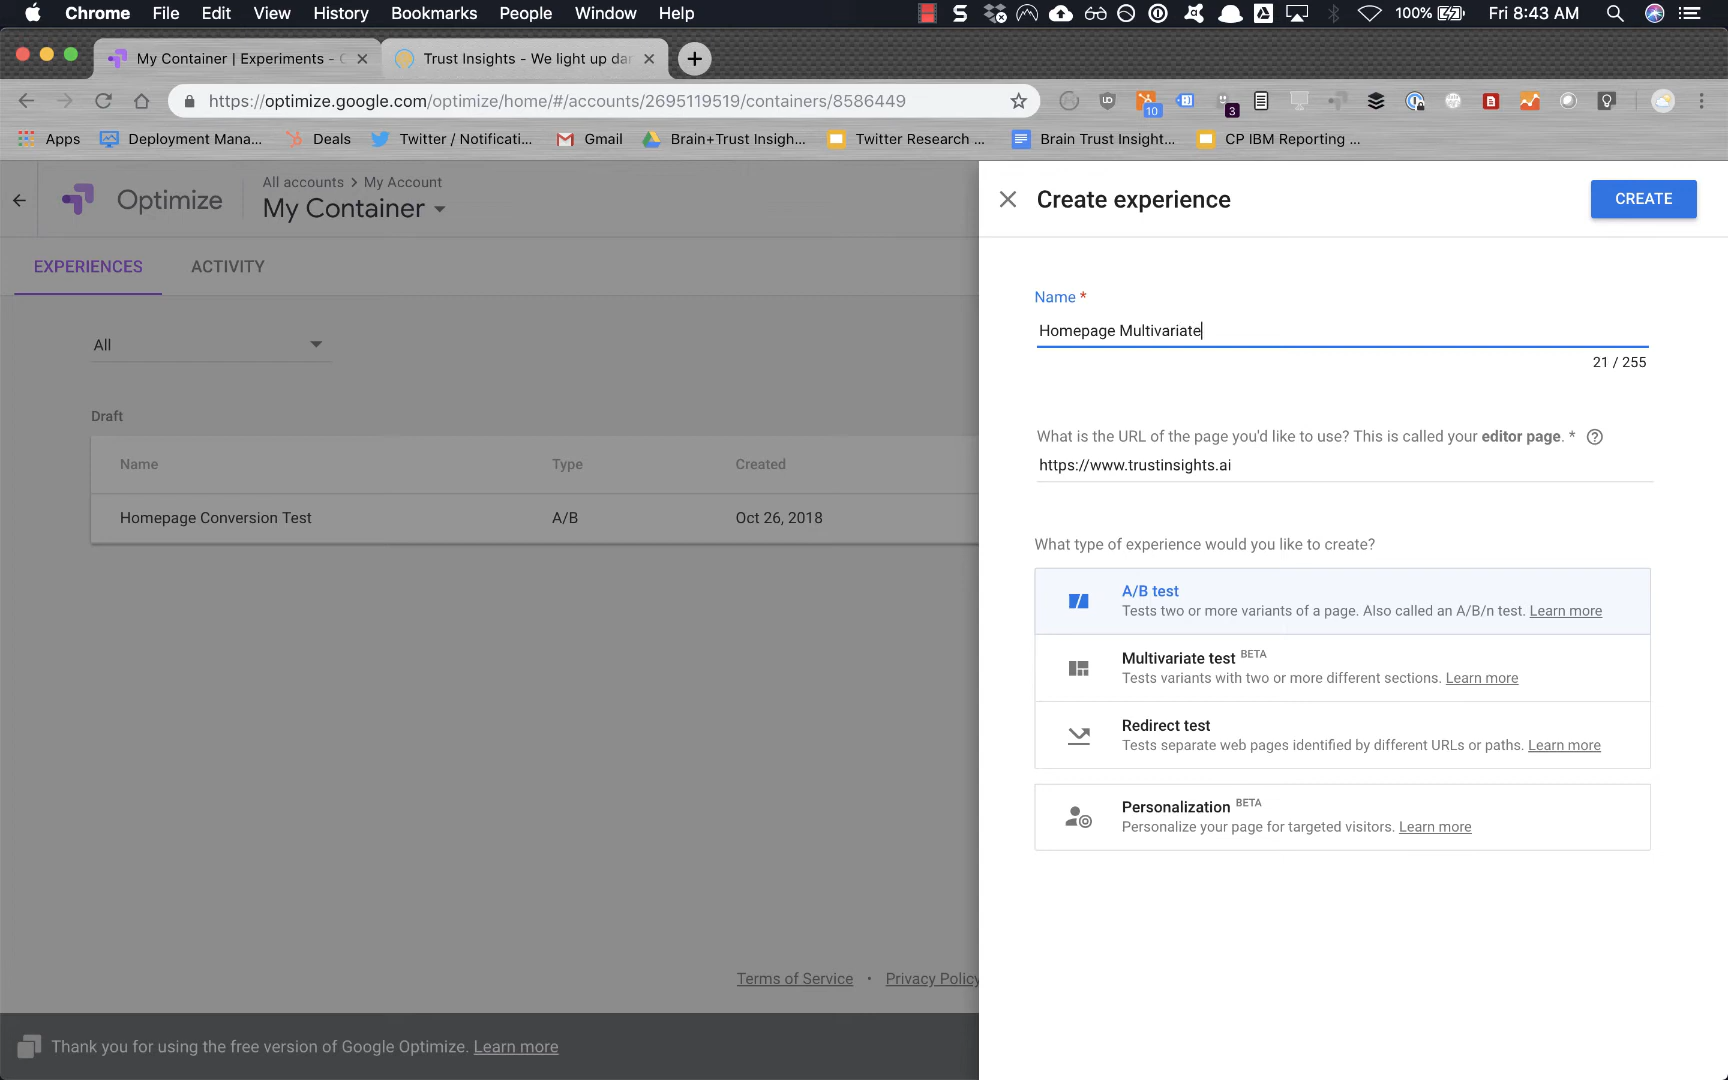 Chrome File Edit View History Bookmarks People Window Help 100% Fri 8:43 AM
My Container | Experiments - Trust Insights - We light up dar
https://optimize.google.com/optimize/home/#/accounts/2695119519/containers/8586449 10 3
Apps Deployment Mana... Deals Twitter / Notificati... Gmail Brain+Trust Insigh... Twitter Research ... Brain Trust Insight... CP IBM Reporting ...
All accounts > My Account
Optimize My Container
Create experience
CREATE
EXPERIENCES ACTIVITY
Name *
Homepage Multivariate
21 / 255
All
Draft
Name Type Created
Homepage Conversion Test A/B Oct 26, 2018
What is the URL of the page you'd like to use? This is called your editor page. *
https://www.trustinsights.ai
What type of experience would you like to create?
A/B test
Tests two or more variants of a page. Also called an A/B/n test. Learn more
Multivariate test BETA
Tests variants with two or more different sections. Learn more
Redirect test
Tests separate web pages identified by different URLs or paths. Learn more
Personalization BETA
Personalize your page for targeted visitors. Learn more
Terms of Service • Privacy Policy
Thank you for using the free version of Google Optimize. Learn more